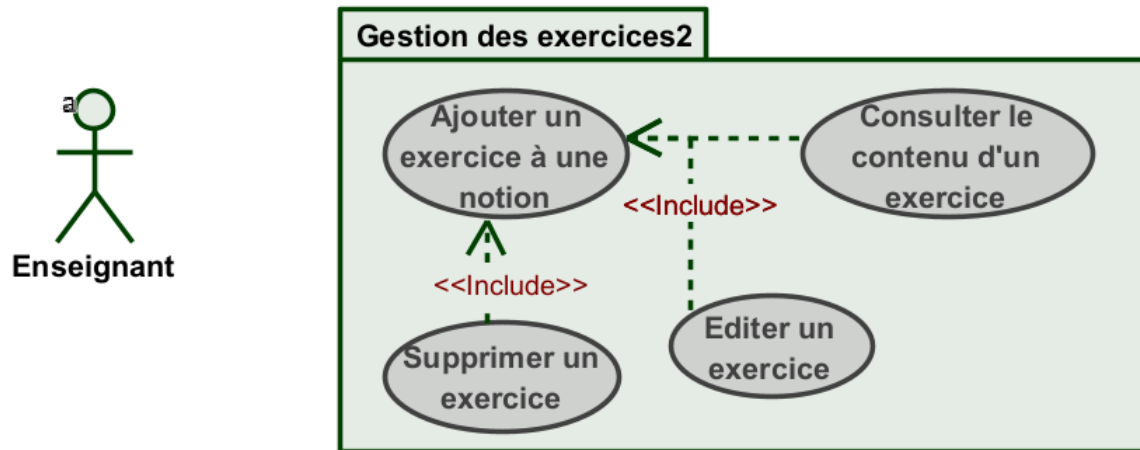 Gestion des exercices2
a
Enseignant
Ajouter un
exercice à une
notion
Consulter le
contenu d'un
exercice
<<Include>>
<<Include>>
Supprimer un
exercice
Editer un
exercice